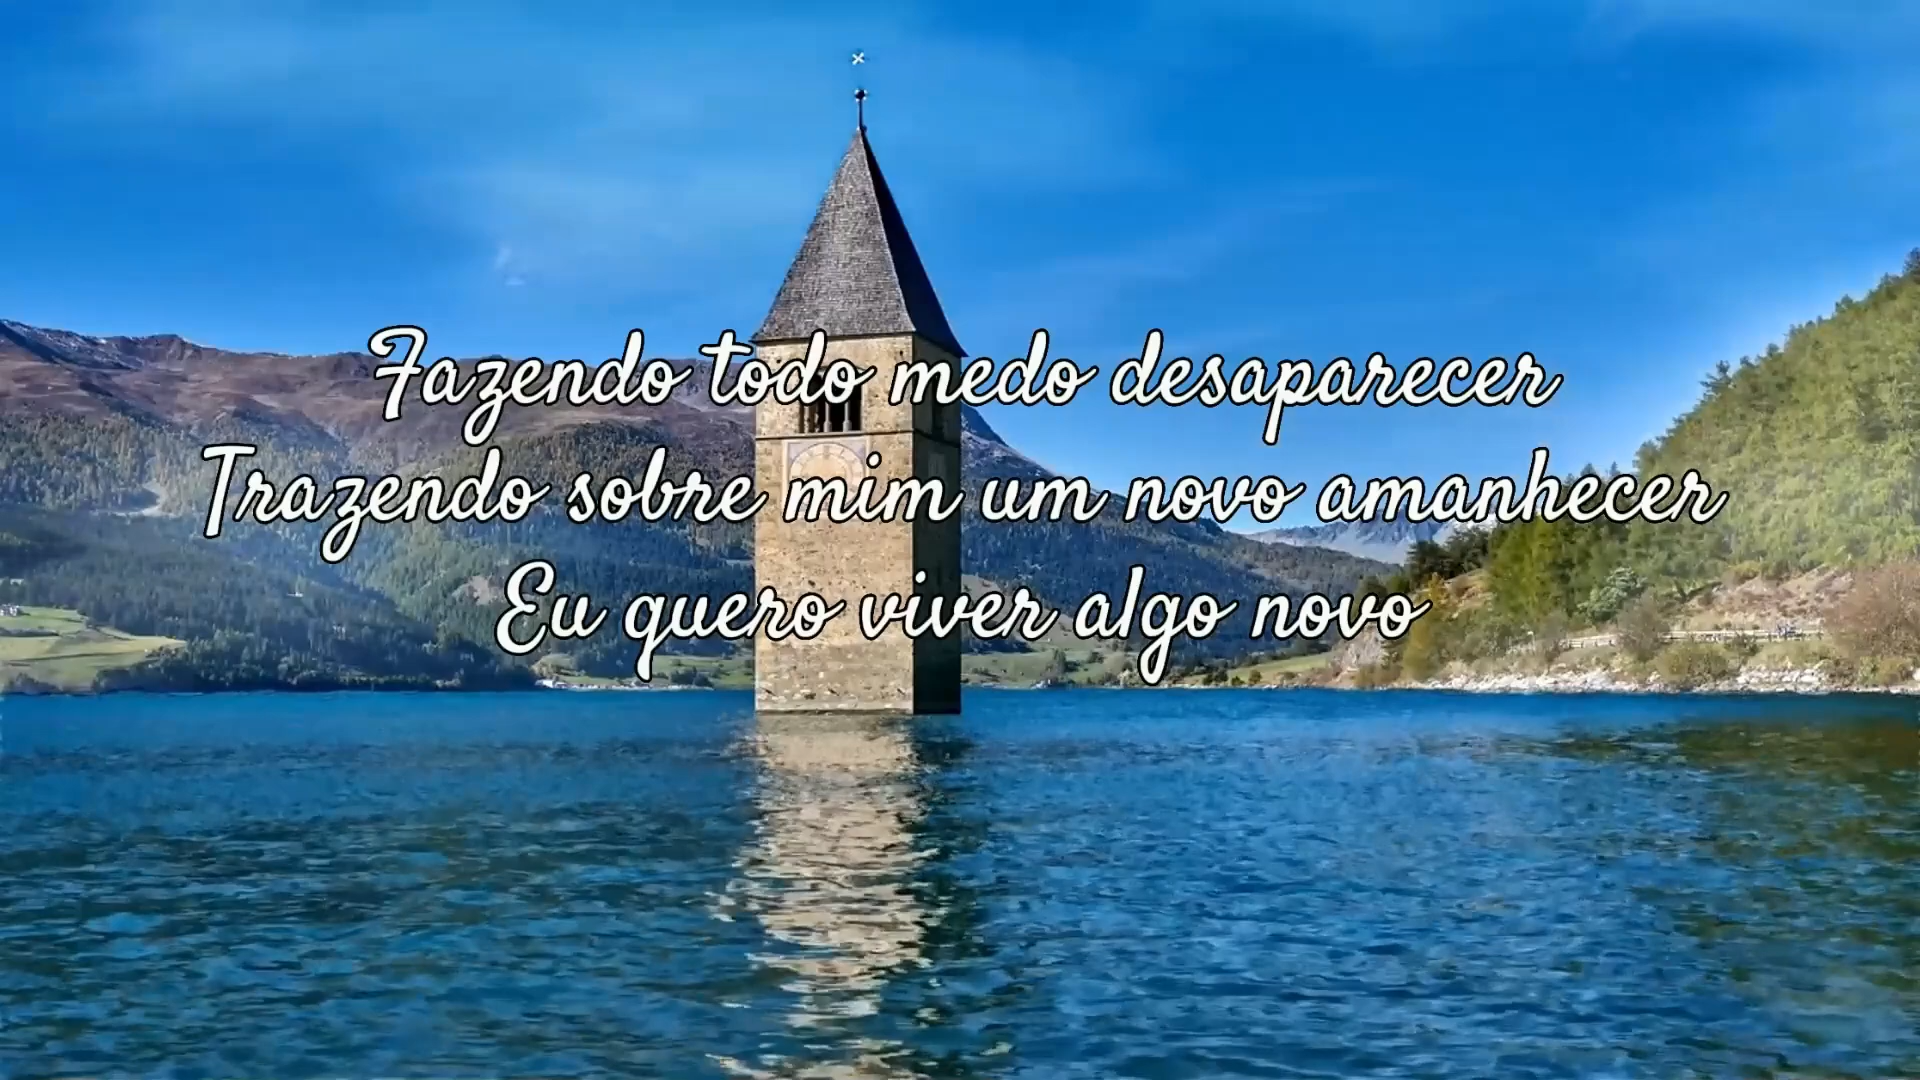 Fazendo todo medo desaparecer
Trazendo sobre mim um novo amanhecer
Eu quero viver algo novo